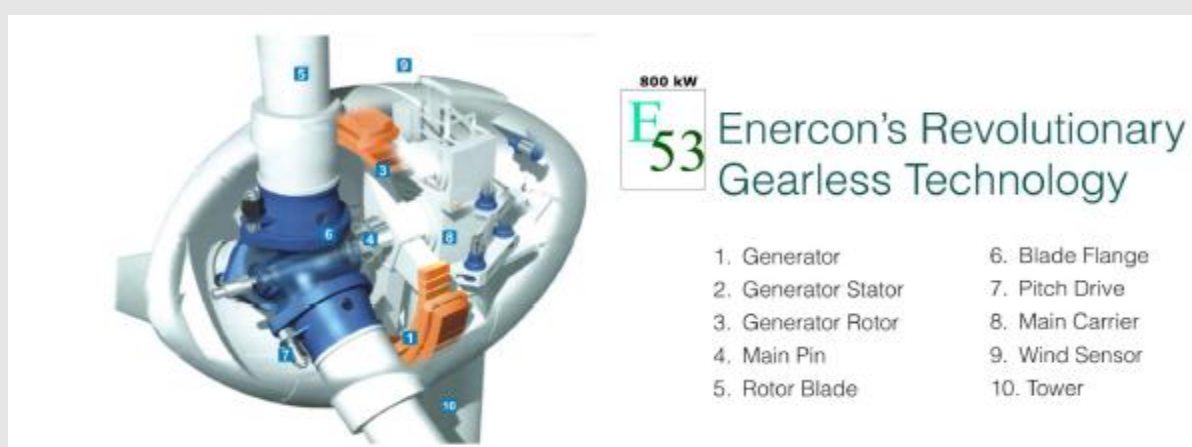 5
9
3
6
4
8
1
7
10
800 kW
E
53
Enercon's Revolutionary
Gearless Technology
1. Generator
2. Generator Stator
3. Generator Rotor
4. Main Pin
5. Rotor Blade
6. Blade Flange
7. Pitch Drive
8. Main Carrier
9. Wind Sensor
10. Tower